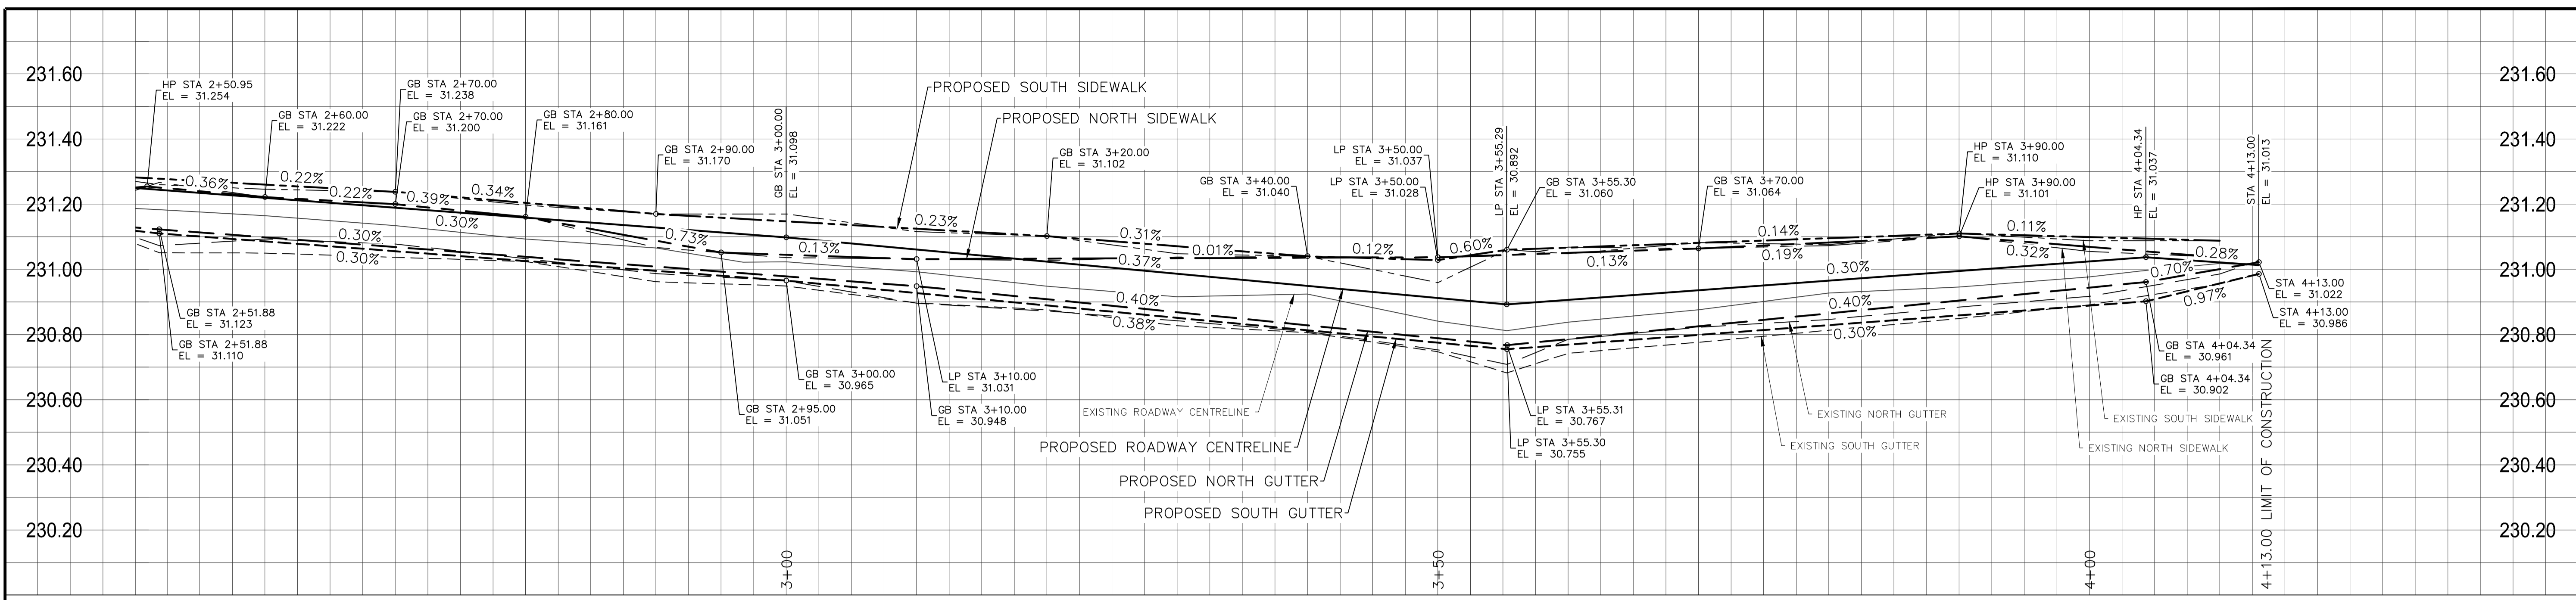 231.60
231.40
231.20
231.00
230.80
230.60
230.40
230.20
HP STA 2+50.95
EL = 31.254
GB STA 2+60.00
EL = 31.222
GB STA 2+70.00
EL = 31.238
GB STA 2+70.00
EL = 31.200
GB STA 2+80.00
EL = 31.161
GB STA 2+90.00
EL = 31.170
GB STA 3+00.00
EL = 31.098
PROPOSED SOUTH SIDEWALK
PROPOSED NORTH SIDEWALK
GB STA 3+20.00
EL = 31.102
GB STA 3+40.00
EL = 31.040
LP STA 3+50.00
EL = 31.037
LP STA 3+50.00
EL = 31.028
LP STA 3+55.29
EL = 30.892
GB STA 3+55.30
EL = 31.060
GB STA 3+70.00
EL = 31.064
HP STA 3+90.00
EL = 31.110
HP STA 3+90.00
EL = 31.101
HP STA 4+04.34
EL = 31.037
STA 4+13.00
EL = 31.013
0.36%
0.22%
0.22%
0.39%
0.34%
0.30%
0.30%
0.30%
0.73%
0.13%
0.23%
0.31%
0.01%
0.37%
0.12%
0.60%
0.40%
0.38%
0.14%
0.13%
0.19%
0.30%
0.40%
0.30%
0.11%
0.32%
0.28%
0.70%
0.97%
GB STA 2+51.88
EL = 31.123
GB STA 2+51.88
EL = 31.110
GB STA 2+95.00
EL = 31.051
GB STA 3+00.00
EL = 30.965
LP STA 3+10.00
EL = 31.031
GB STA 3+10.00
EL = 30.948
EXISTING ROADWAY CENTRELINE
PROPOSED ROADWAY CENTRELINE
PROPOSED NORTH GUTTER
PROPOSED SOUTH GUTTER
LP STA 3+55.31
EL = 30.767
LP STA 3+55.30
EL = 30.755
EXISTING NORTH GUTTER
EXISTING SOUTH GUTTER
EXISTING SOUTH SIDEWALK
EXISTING NORTH SIDEWALK
GB STA 4+04.34
EL = 30.961
GB STA 4+04.34
EL = 30.902
STA 4+13.00
EL = 31.022
STA 4+13.00
EL = 30.986
4+13.00 LIMIT OF CONSTRUCTION
3+00
3+50
4+00
231.60
231.40
231.20
231.00
230.80
230.60
230.40
230.20